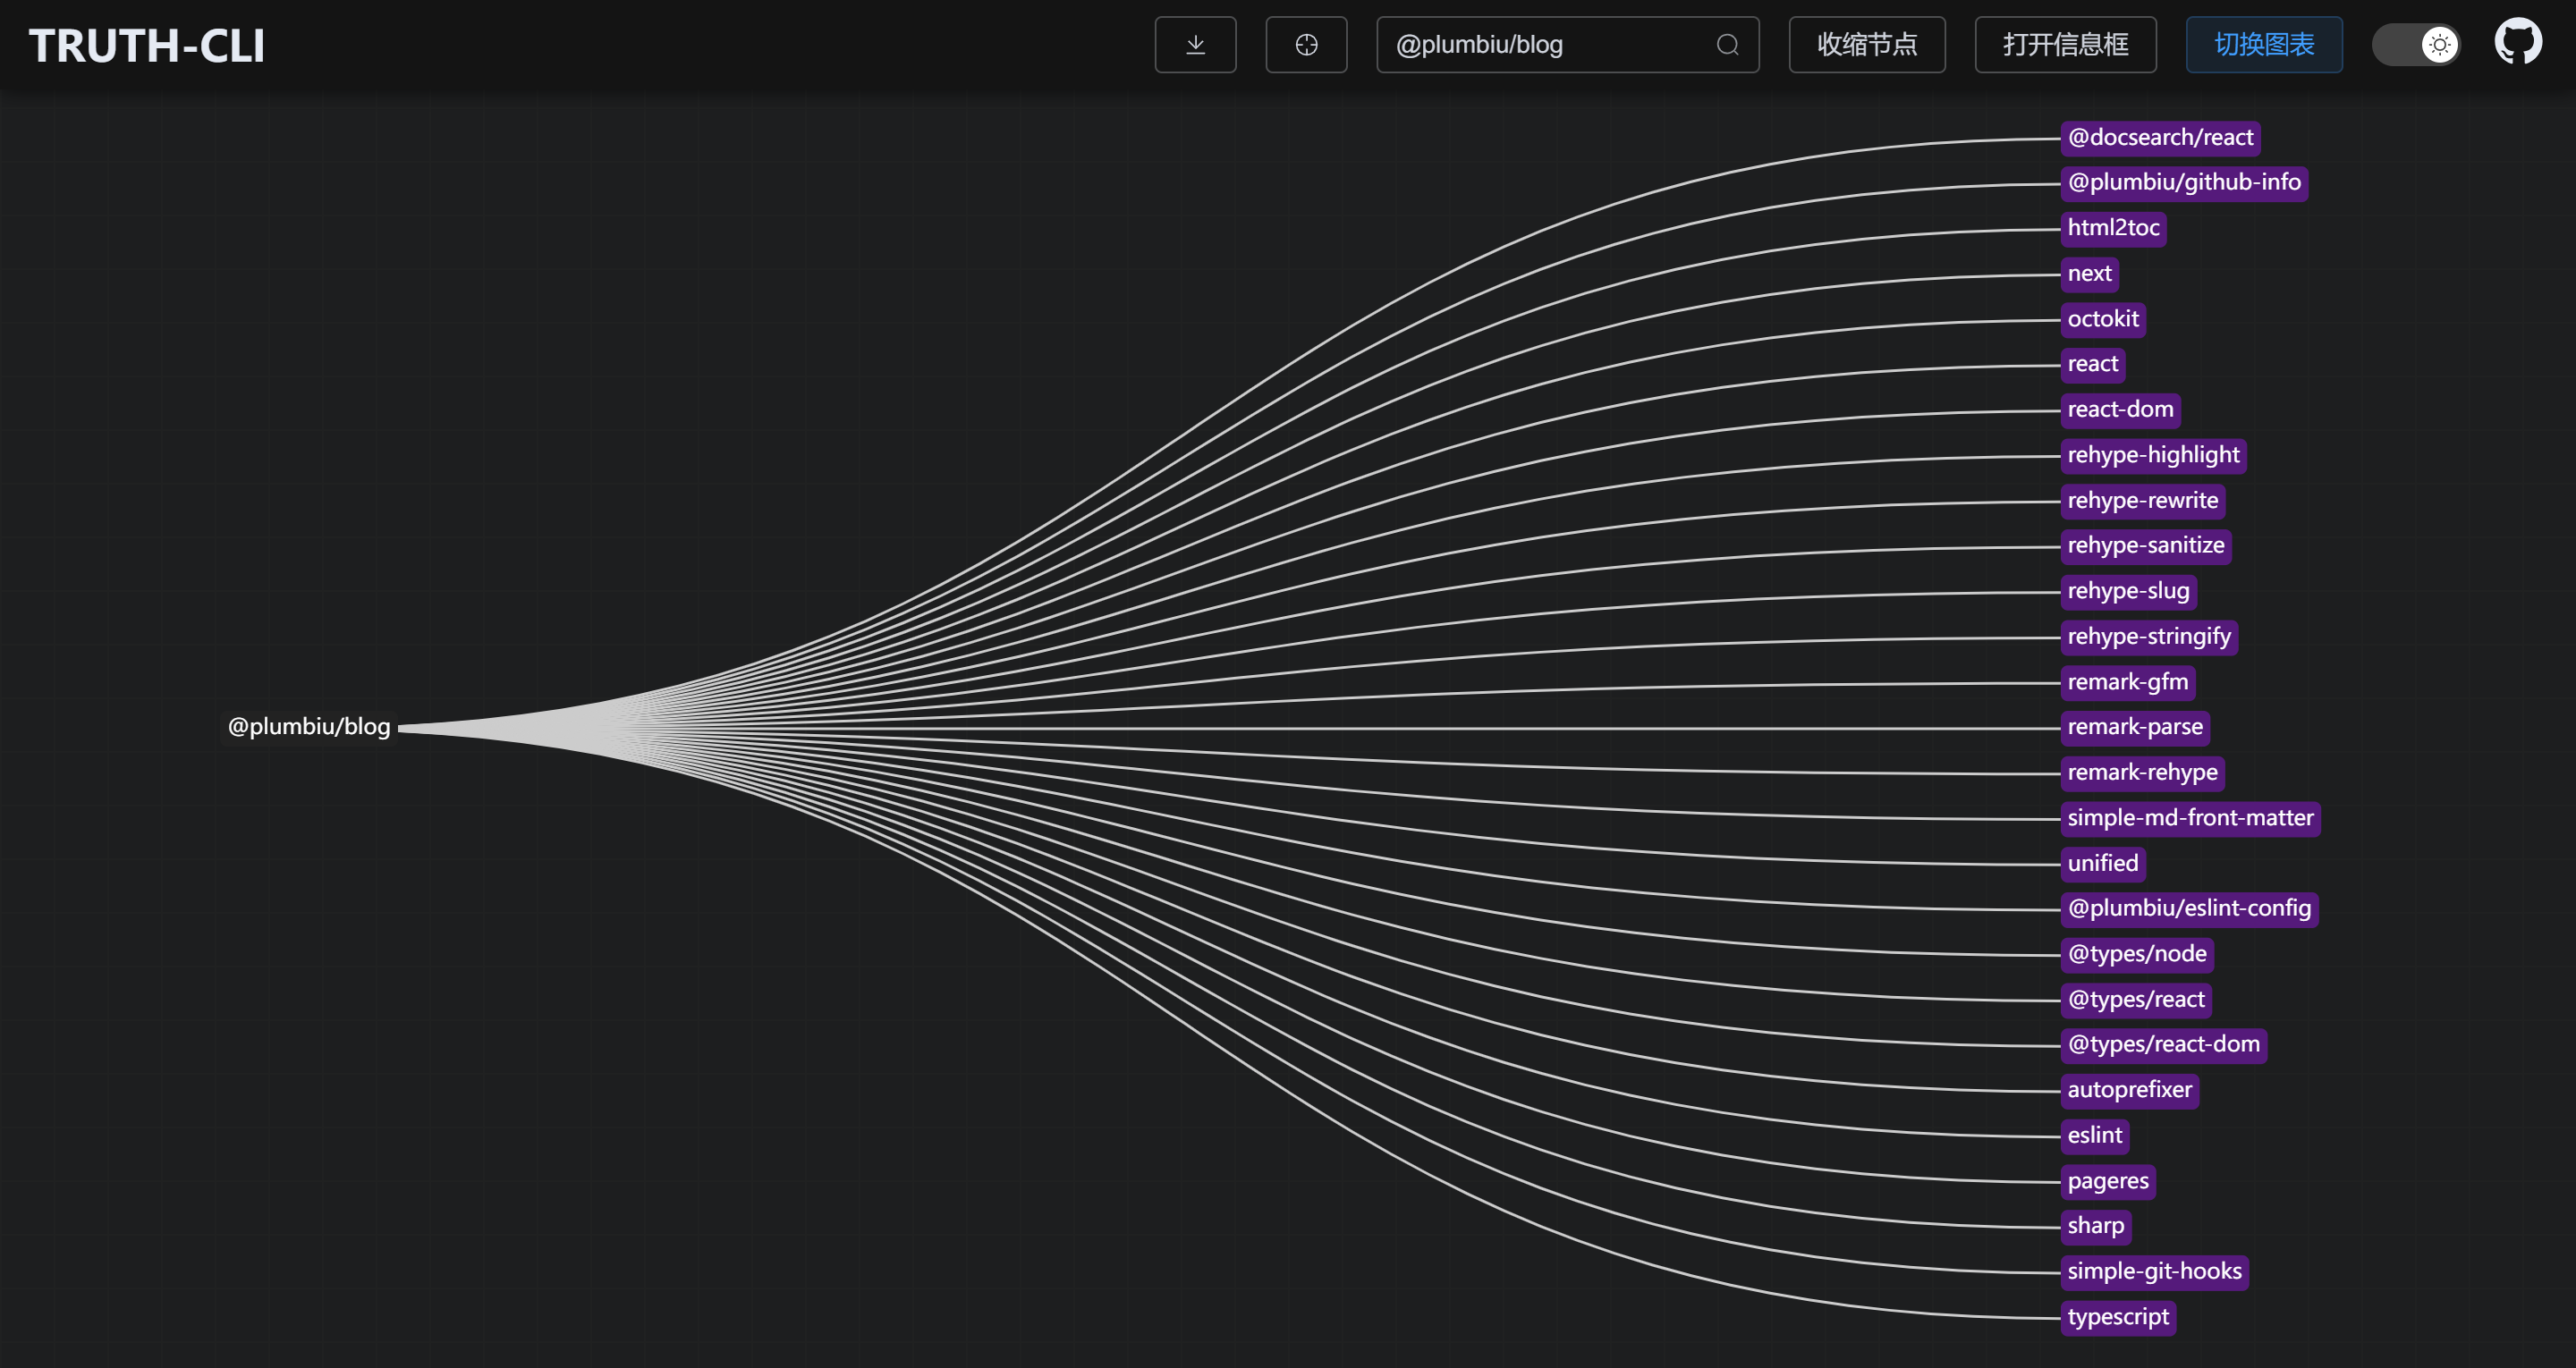 TRUTH-CLI
@plumbiu/blog
收缩节点
打开信息框
切换图表
@docsearch/react
@plumbiu/github-info
html2toc
next
octokit
react
react-dom
rehype-highlight
rehype-rewrite
rehype-sanitize
rehype-slug
rehype-stringify
remark-gfm
@plumbiu/blog
remark-parse
remark-rehype
simple-md-front-matter
unified
@plumbiu/eslint-config
@types/node
@types/react
@types/react-dom
autoprefixer
eslint
pageres
sharp
simple-git-hooks
typescript